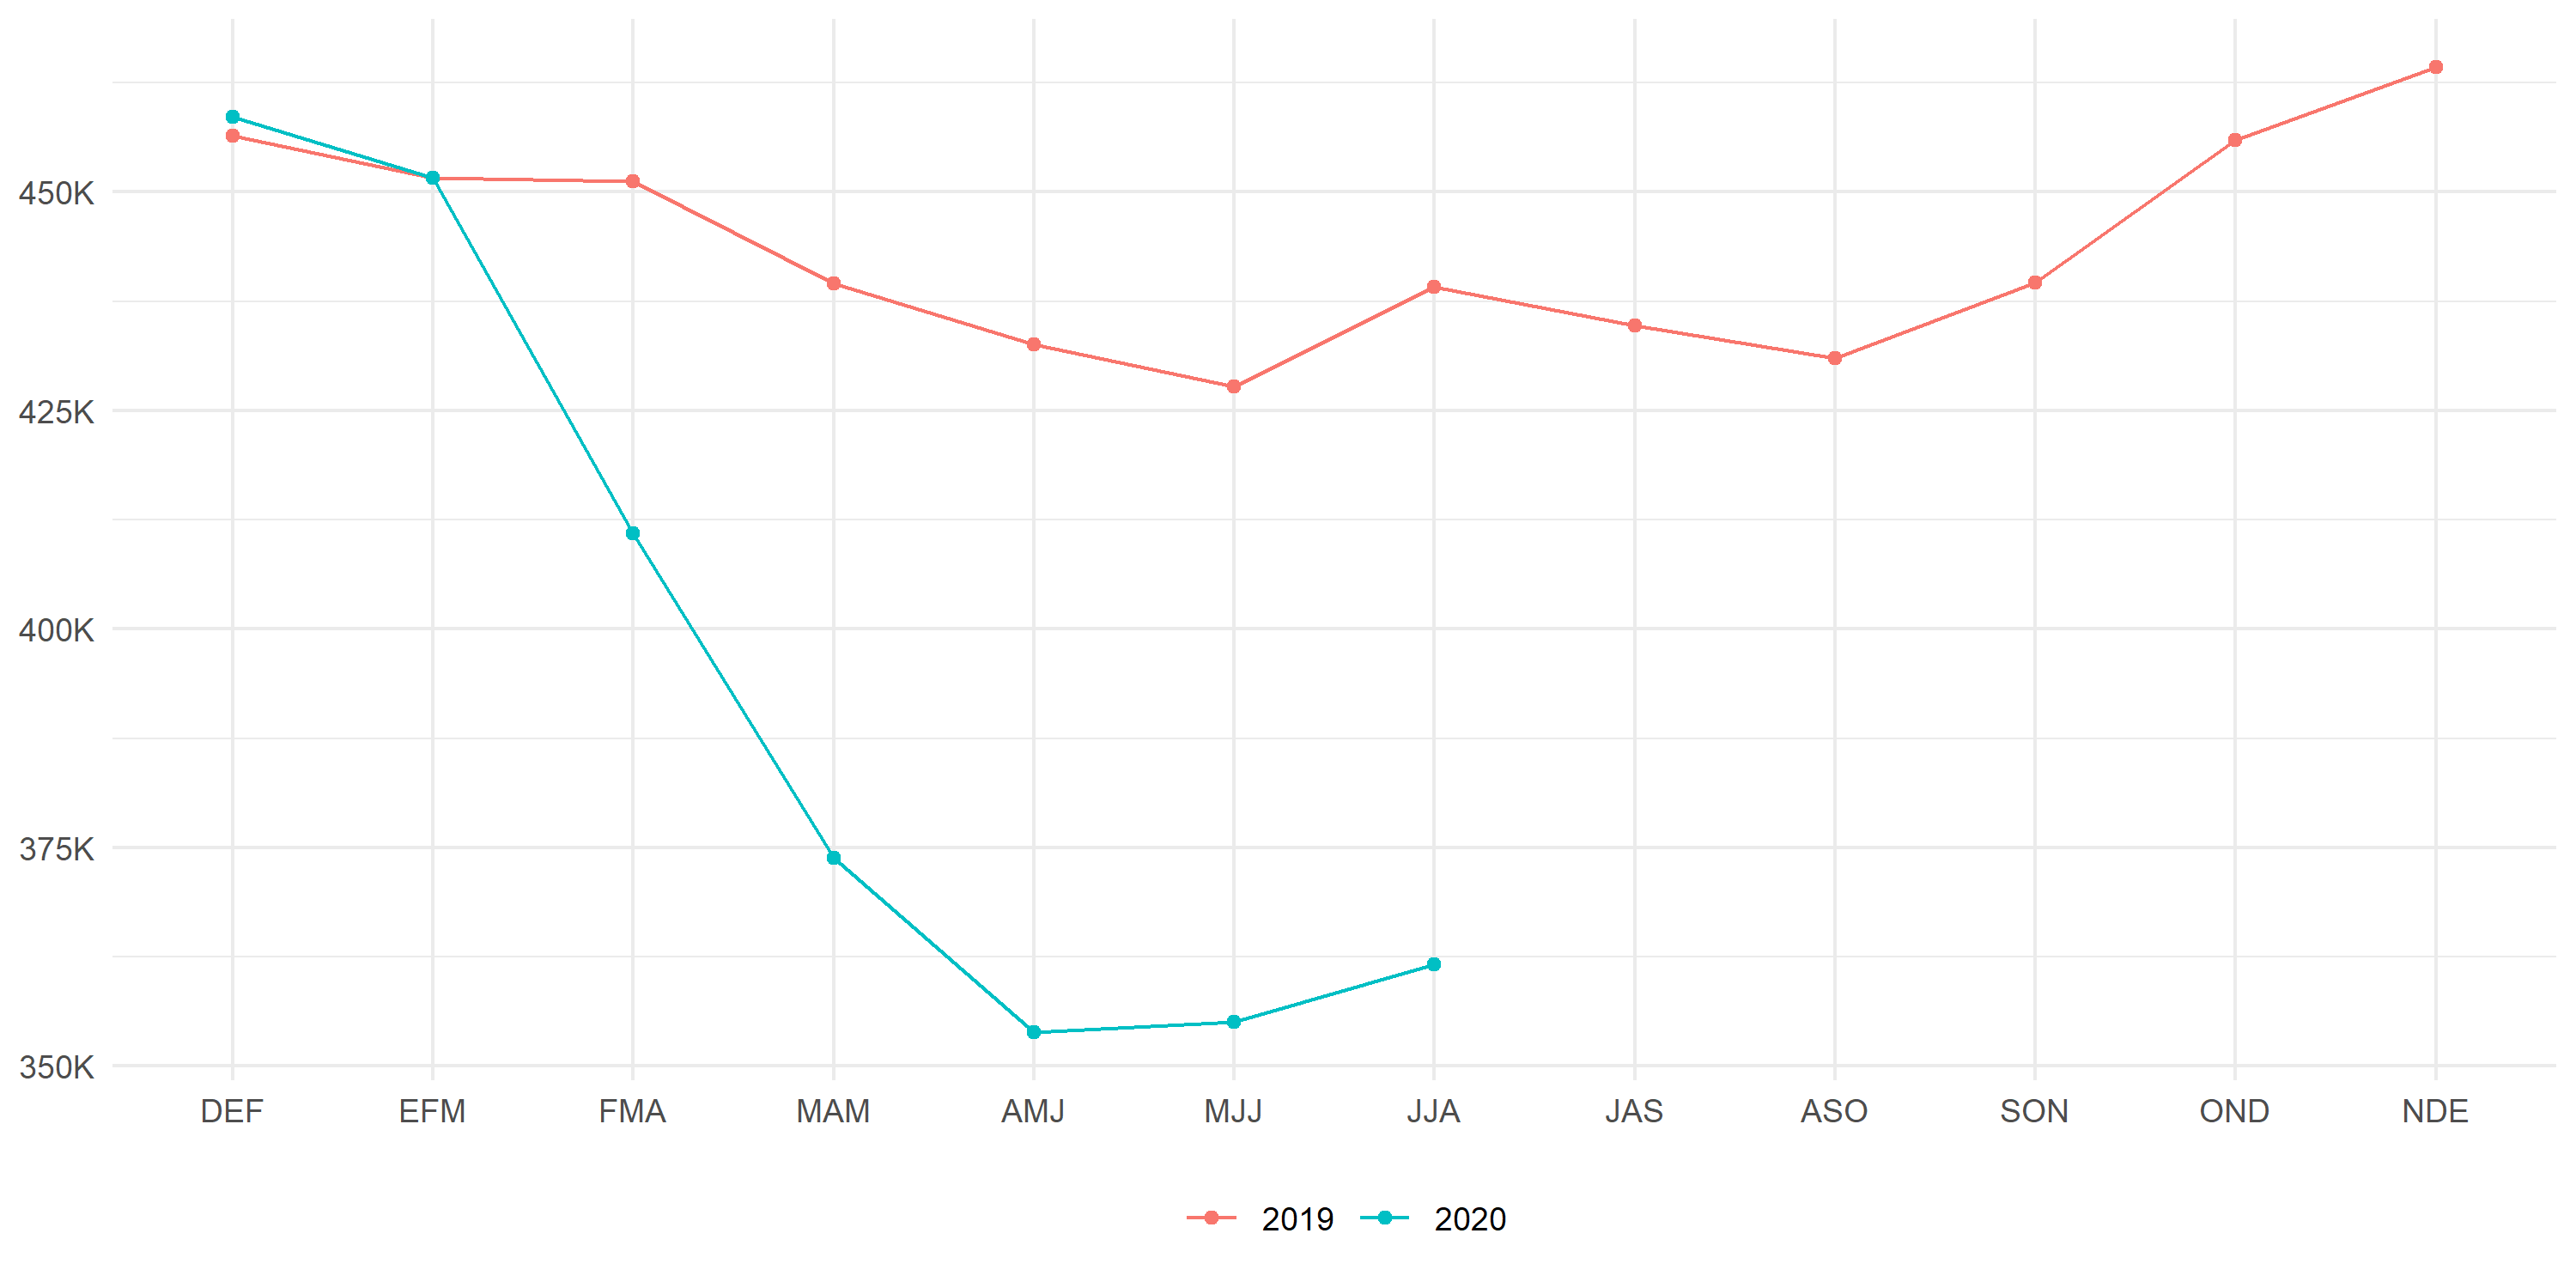 450K
425K
400K
375K
350K
DEF EFM FMA MAM AMJ MJJ JJA JAS ASO SON OND NDE
2019 2020